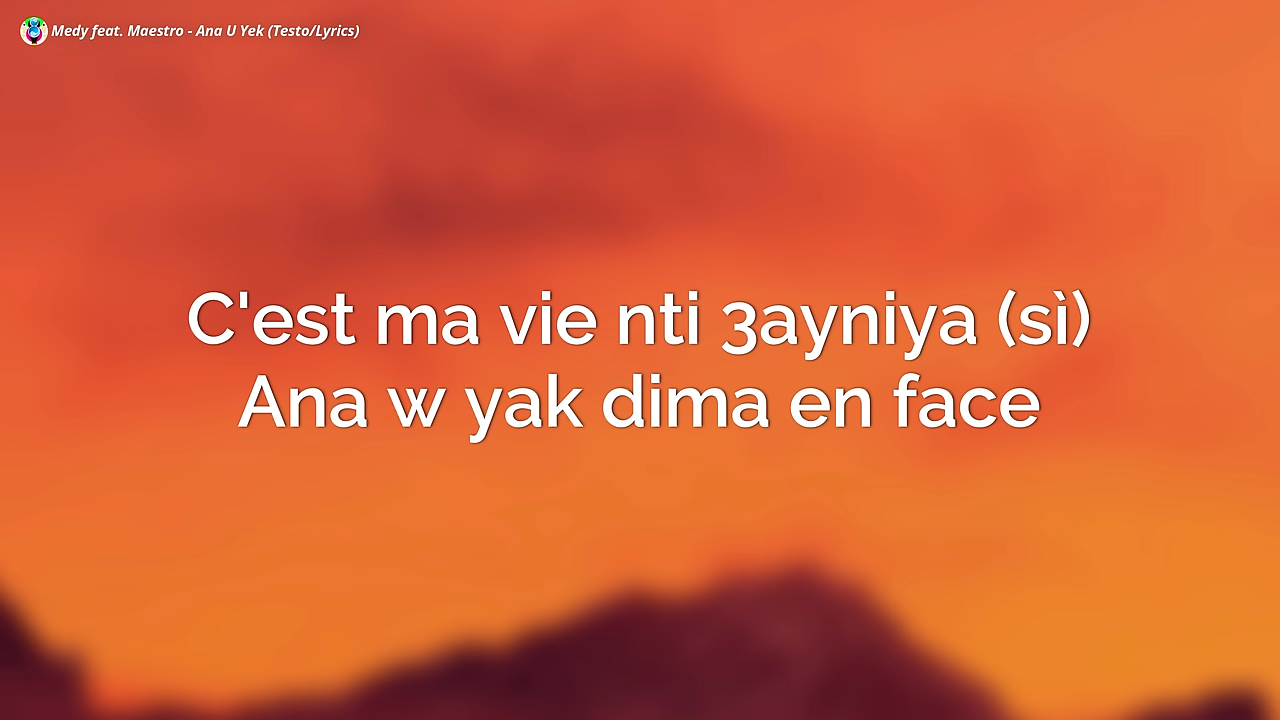 Medy feat. Maestro - Ana U Yek (Testo/Lyrics)
C'est ma vie nti 3ayniya (sì)
Ana w yak dima en face